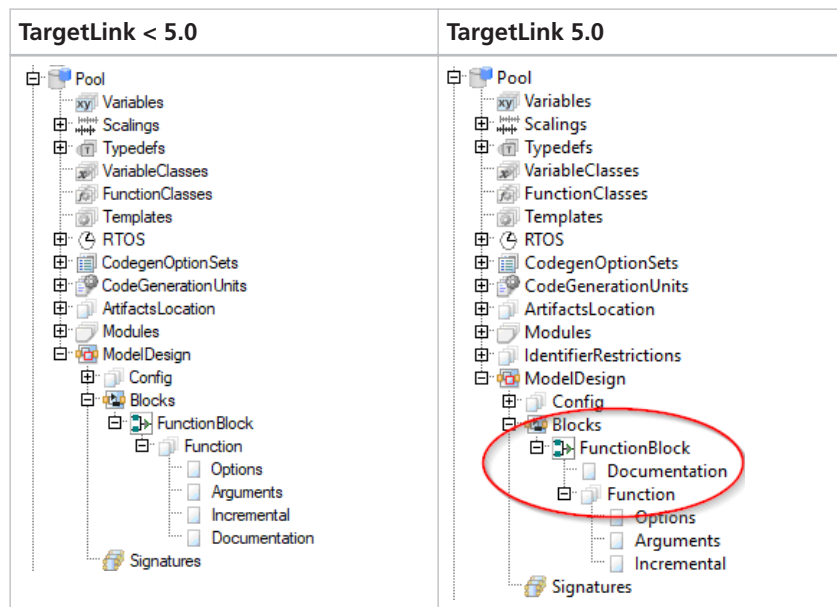 TargetLink < 5.0
Pool
Variables
Scalings
Typedefs
VariableClasses
FunctionClasses
Templates
RTOS
CodegenOptionSets
CodeGenerationUnits
ArtifactsLocation
Modules
ModelDesign
Config
Blocks
FunctionBlock
Function
Options
Arguments
Incremental
Documentation
Signatures
TargetLink 5.0
Pool
Variables
Scalings
Typedefs
VariableClasses
FunctionClasses
Templates
RTOS
CodegenOptionSets
CodeGenerationUnits
ArtifactsLocation
Modules
IdentifierRestrictions
ModelDesign
Config
Blocks
FunctionBlock
Documentation
Function
Options
Arguments
Incremental
Signatures